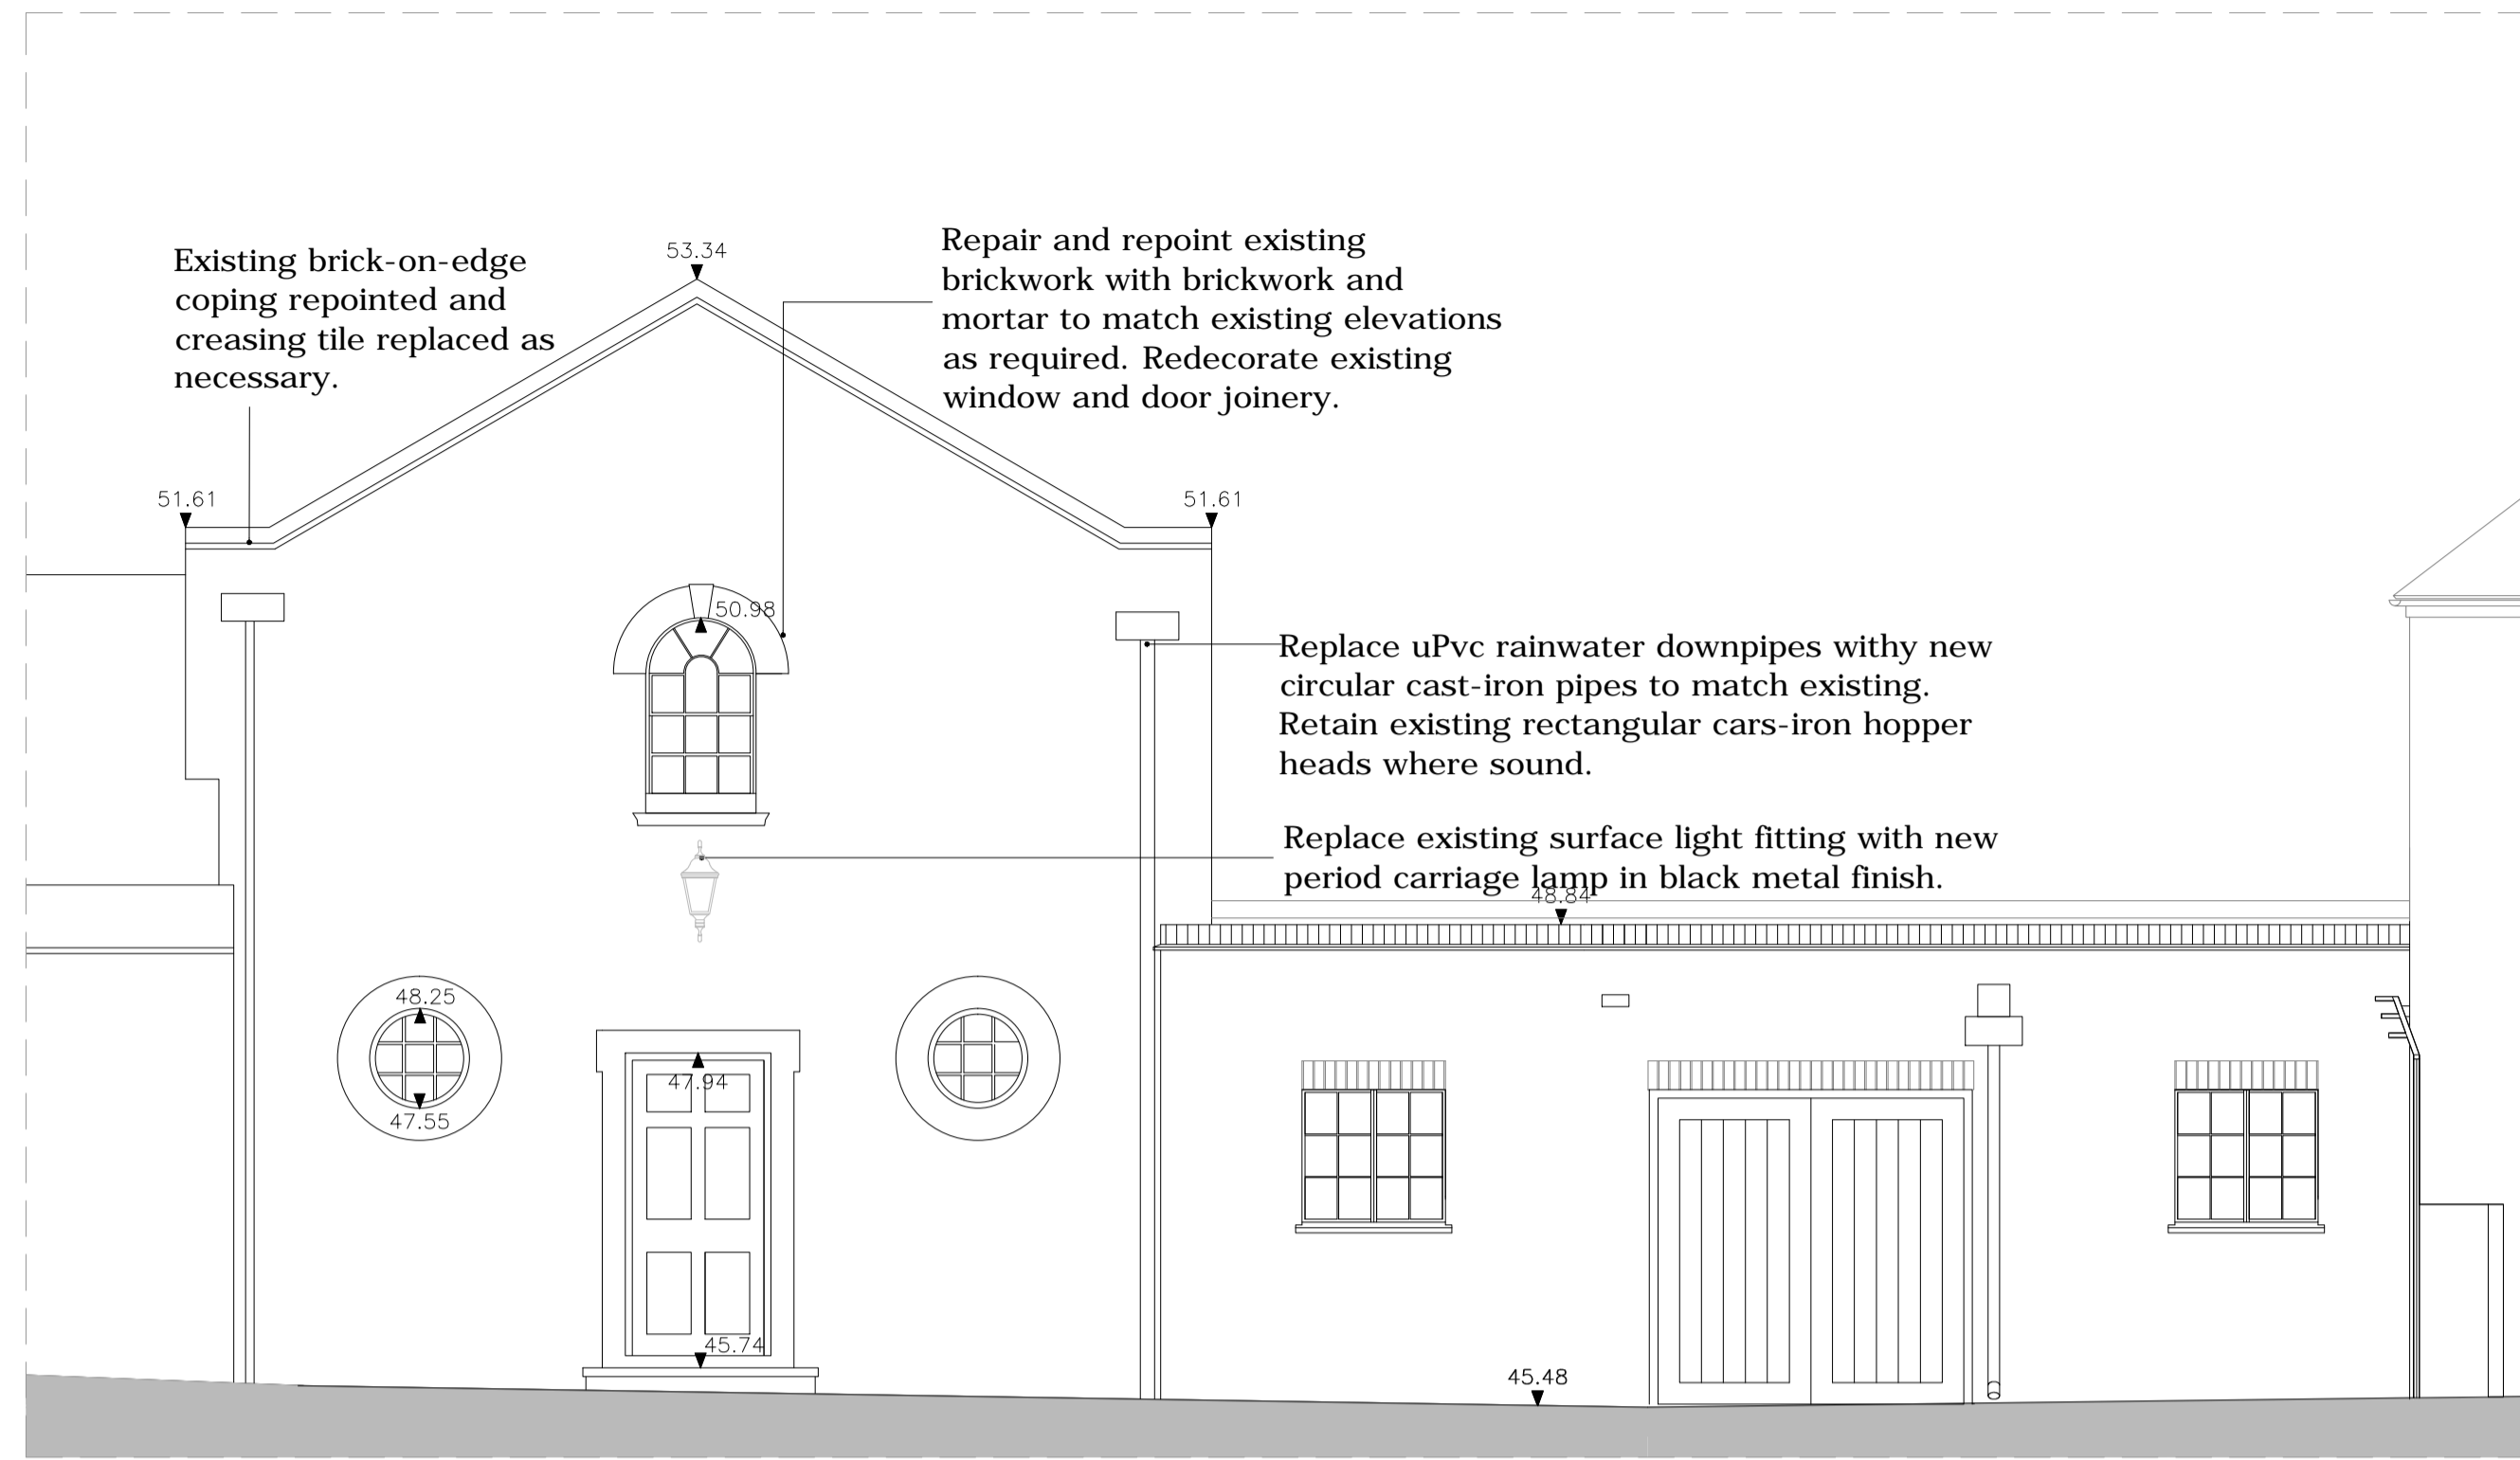 Existing brick-on-edge
coping repointed and
creasing tile replaced as
necessary.
53.34
Repair and repoint existing
brickwork with brickwork and
mortar to match existing elevations
as required. Redecorate existing
window and door joinery.
51.61
51.61
50.98
Replace uPvc rainwater downpipes withy new
circular cast-iron pipes to match existing.
Retain existing rectangular cars-iron hopper
heads where sound.
Replace existing surface light fitting with new
period carriage lamp in black metal finish.
48.84
48.25
47.94
47.55
45.74
45.48